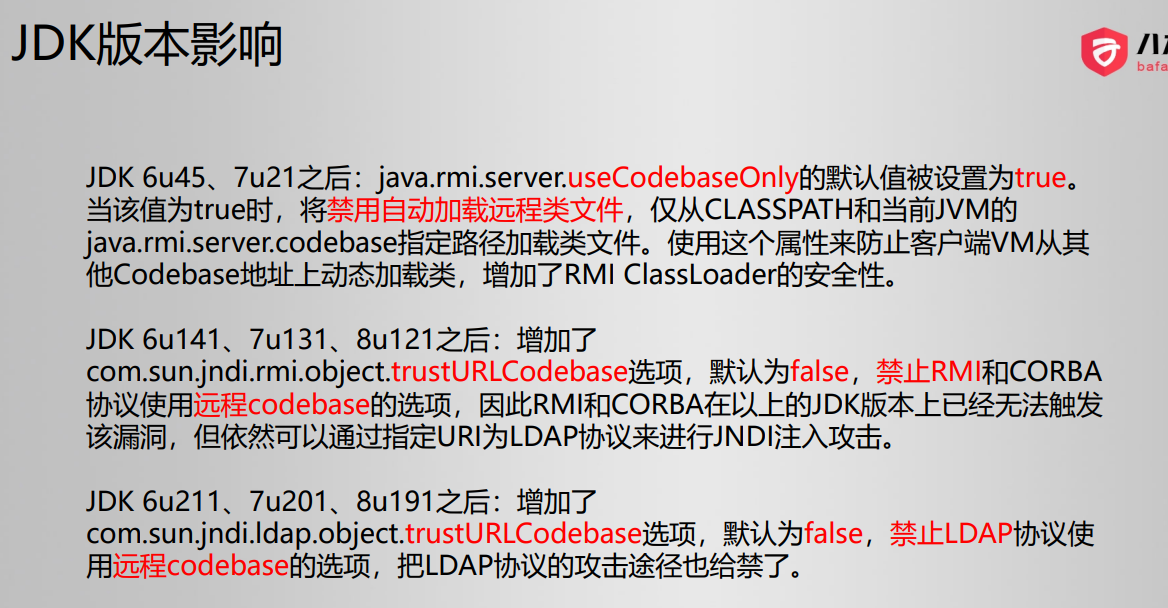 JDK版本影响
bafa
JDK 6u45、7u21之后：java.rmi.server.useCodebaseOnly的默认值被设置为true。
当该值为true时，将禁用自动加载远程类文件，仅从CLASSPATH和当前JVM的
java.rmi.server.codebase指定路径加载类文件。使用这个属性来防止客户端VM从其
他Codebase地址上动态加载类，增加了RMI ClassLoader的安全性。
JDK 6u141、7u131、8u121之后：增加了
com.sun.jndi.rmi.object.trustURLCodebase选项，默认为false，禁止RMI和CORBA
协议使用远程codebase的选项，因此RMI和CORBA在以上的JDK版本上已经无法触发
该漏洞，但依然可以通过指定URI为LDAP协议来进行JNDI注入攻击。
JDK 6u211、7u201、8u191之后：增加了
com.sun.jndi.ldap.object.trustURLCodebase选项，默认为false，禁止LDAP协议使
用远程codebase的选项，把LDAP协议的攻击途径也给禁了。